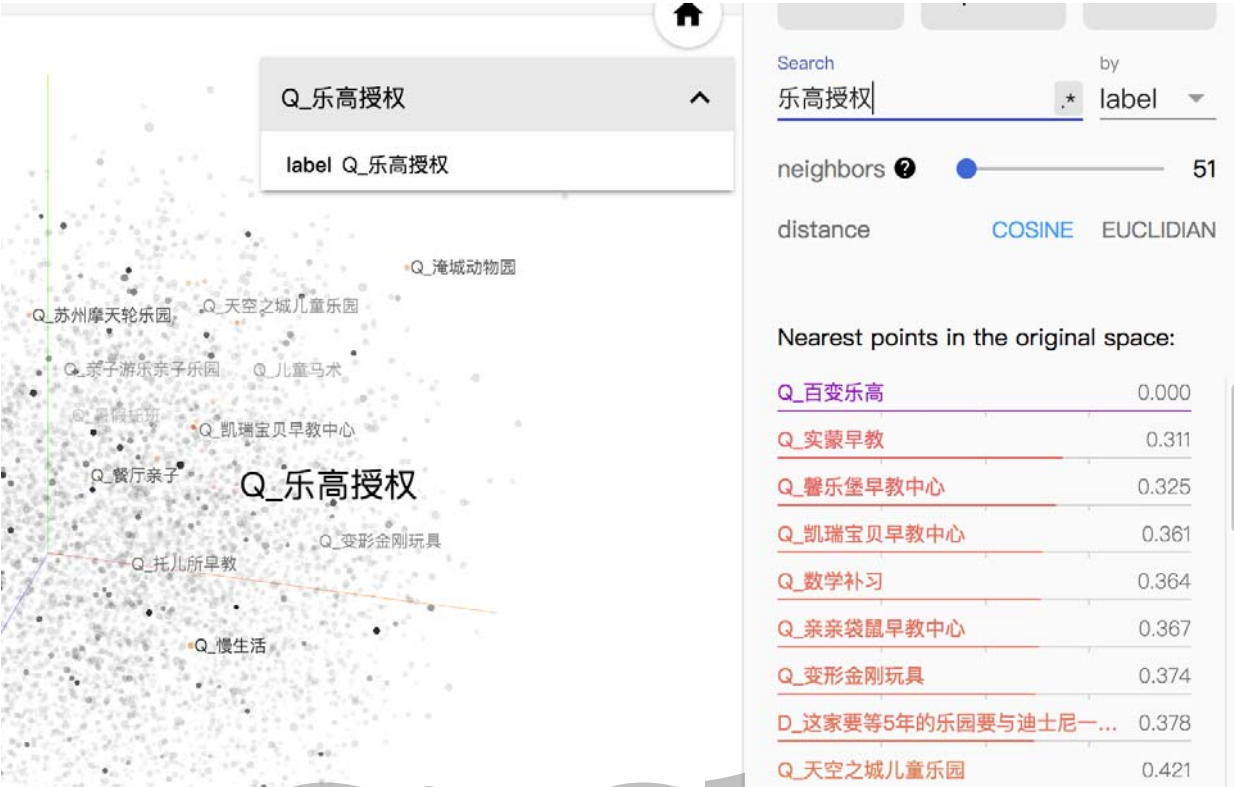 Q_乐高授权
label Q_乐高授权
Q_淹城动物园
Q_苏州摩天轮乐园
Q_天空之城儿童乐园
Q_亲子游乐亲子乐园
Q_儿童马术
Q_凯瑞宝贝早教中心
Q_餐厅亲子
Q_乐高授权
Q_变形金刚玩具
Q_托儿所早教
Q_慢生活
Search
by
乐高授权
.*
label
neighbors ?
51
distance
COSINE
EUCLIDIAN
Nearest points in the original space:
Q_百变乐高 0.000
Q_实蒙早教 0.311
Q_馨乐堡早教中心 0.325
Q_凯瑞宝贝早教中心 0.361
Q_数学补习 0.364
Q_亲亲袋鼠早教中心 0.367
Q_变形金刚玩具 0.374
D_这家要等5年的乐园要与迪士尼一... 0.378
Q_天空之城儿童乐园 0.421